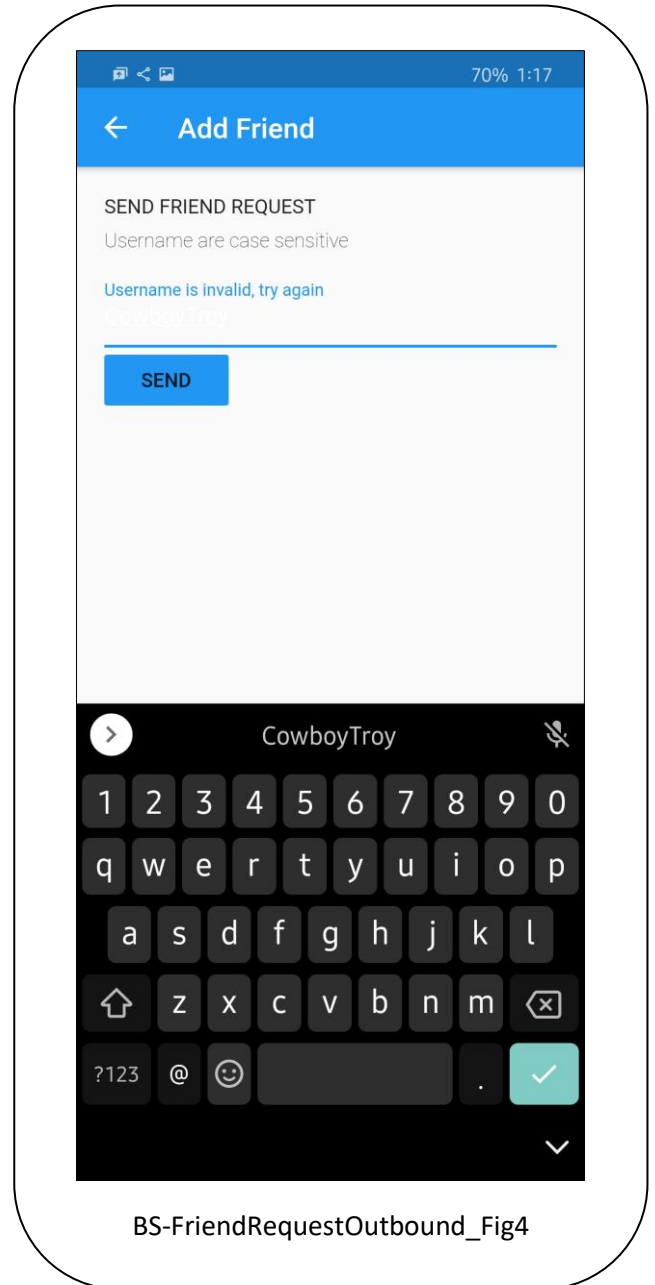 70% 1:17
Add Friend
SEND FRIEND REQUEST
Username are case sensitive
Username is invalid, try again
CowboyTroy
SEND
CowboyTroy
1 2 3 4 5 6 7 8 9 0
q w e r t y u i o p
a s d f g h j k l
z x c v b n m
?123 @ .
BS-FriendRequestOutbound_Fig4